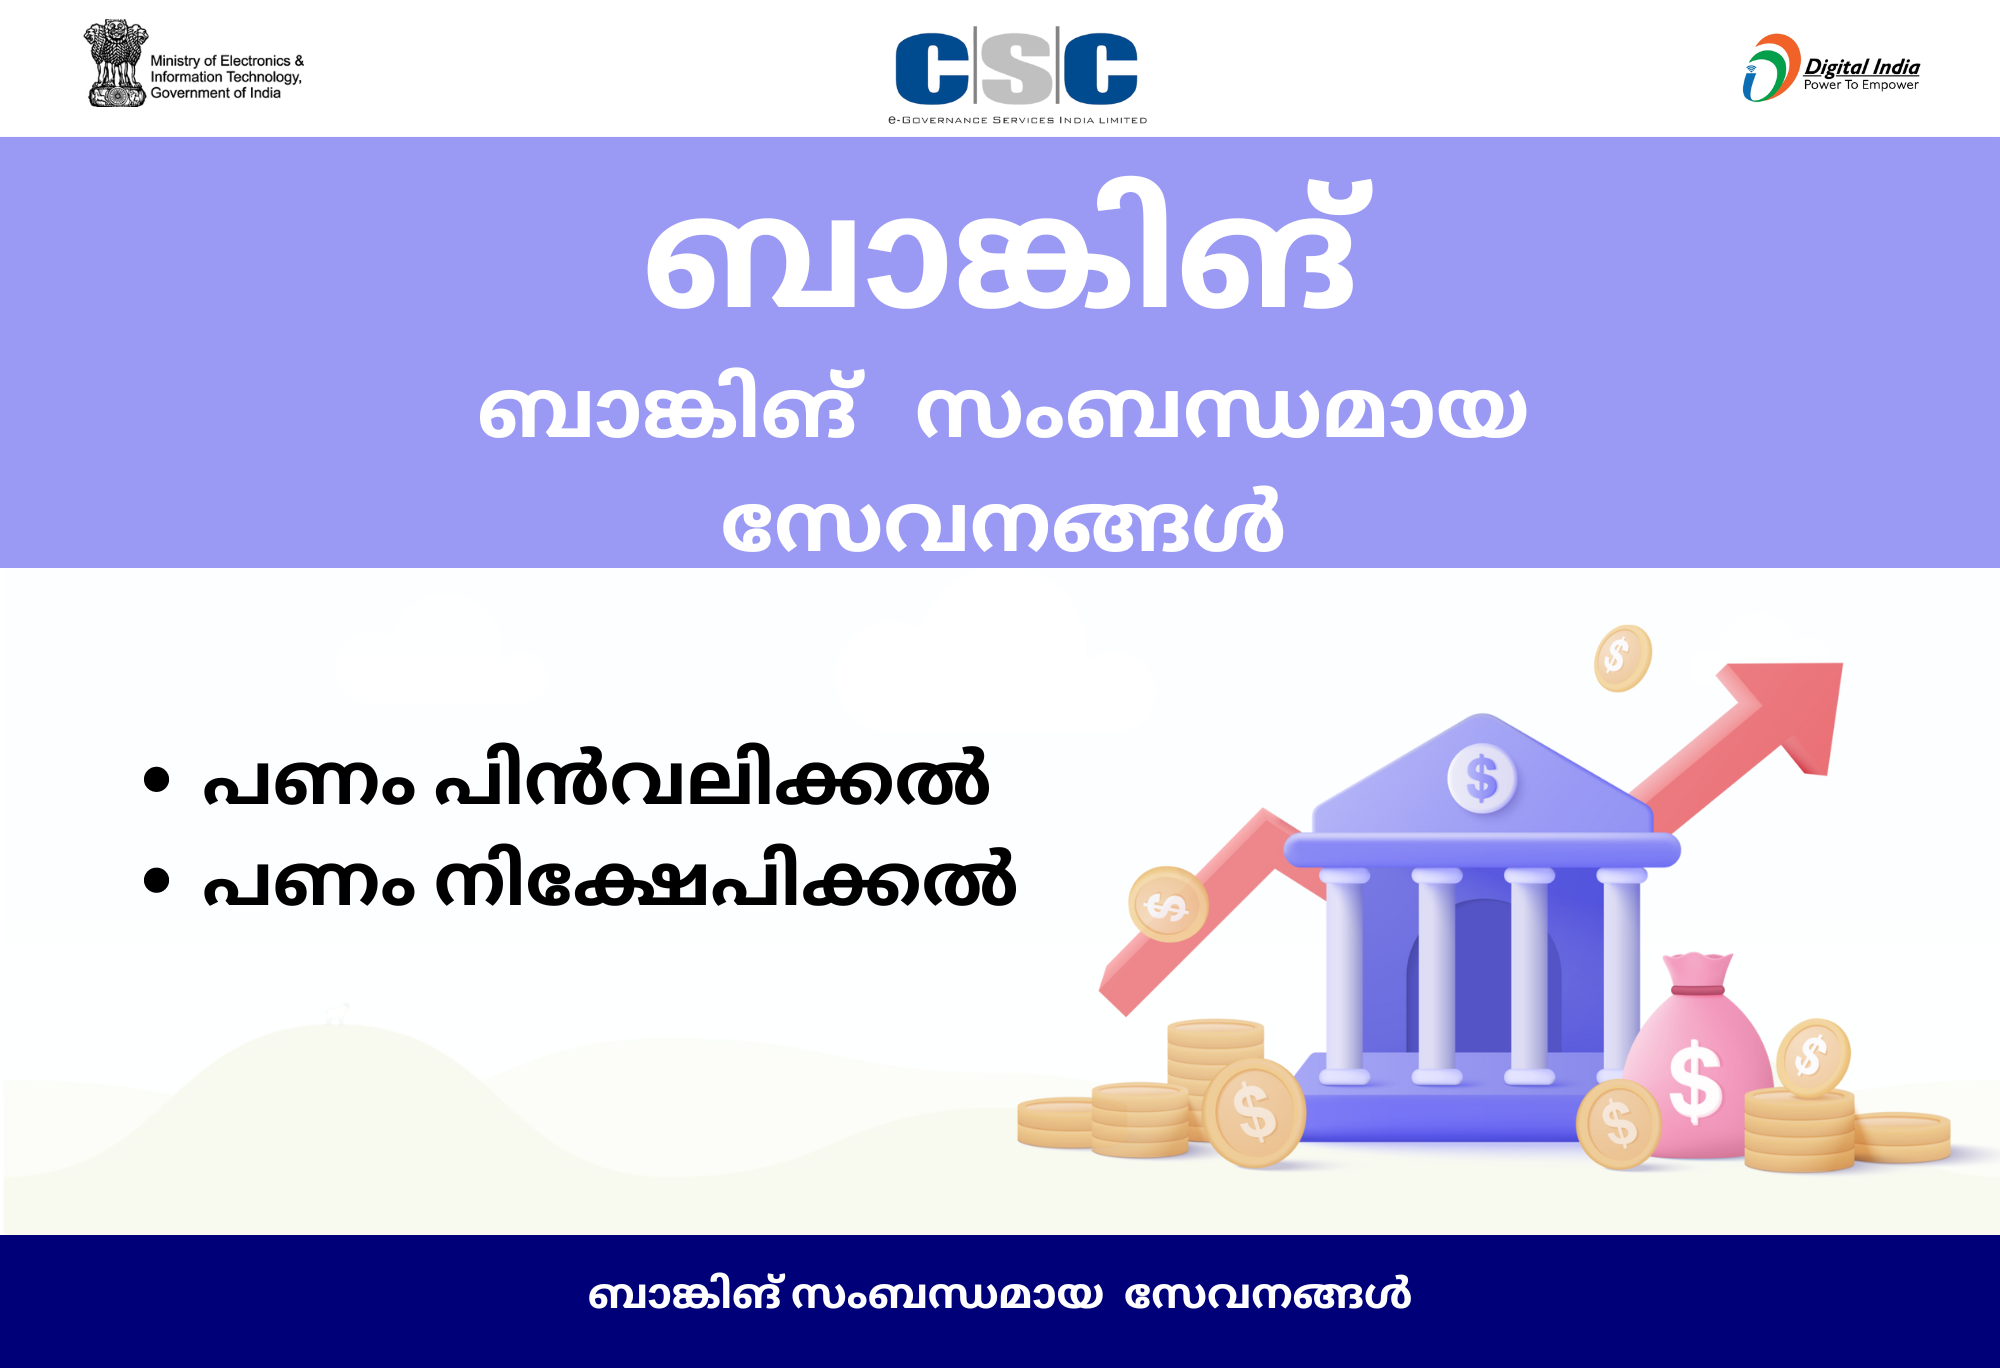 Ministry of Electronics &
Information Technology,
Government of India
CSC
e-Governance Services India Limited
Digital India
Power To Empower
ബാങ്കിങ്
ബാങ്കിങ് സംബന്ധമായ
സേവനങ്ങൾ
• പണം പിൻവലിക്കൽ
• പണം നിക്ഷേപിക്കൽ
ബാങ്കിങ് സംബന്ധമായ സേവനങ്ങൾ